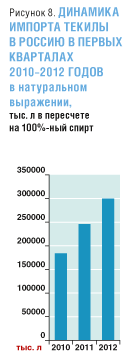 Рисунок 8. ДИНАМИКА
ИМПОРТА ТЕКИЛЫ
В РОССИЮ В ПЕРВЫХ
КВАРТАЛАХ
2010-2012 ГОДОВ
в натуральном
выражении,
тыс. л в пересчете
на 100%-ный спирт
350000
300000
250000
200000
150000
100000
50000
0
тыс. л 2010 2011 2012